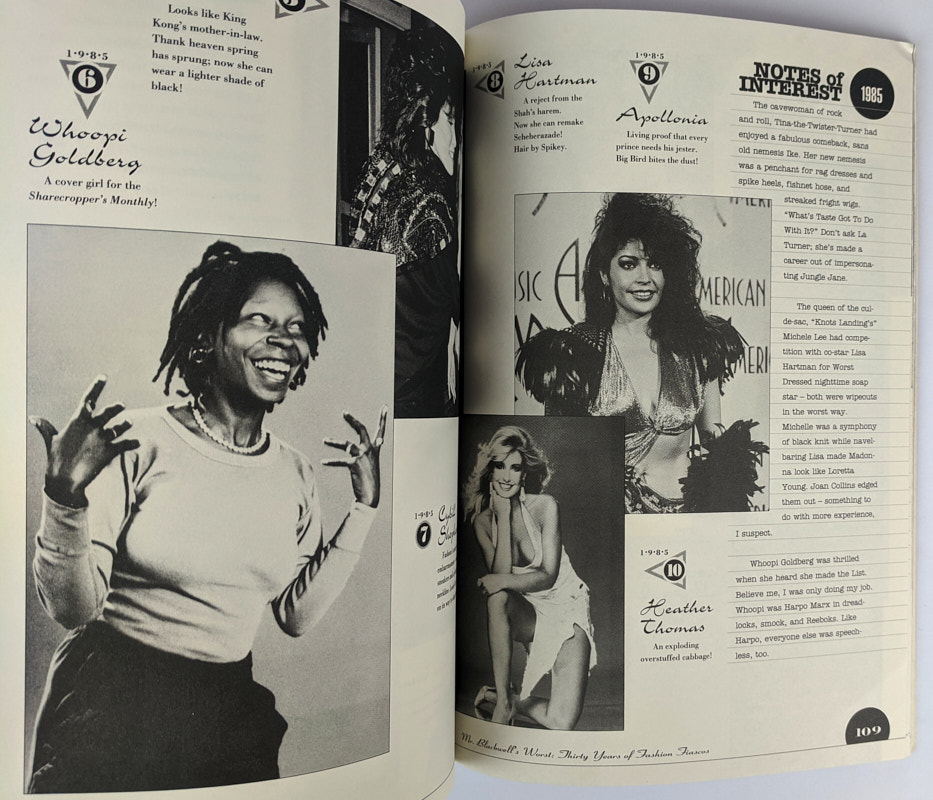 Looks like King
Kong's mother-in-law.
Thank heaven spring
has sprung; now she can
wear a lighter shade of
black!
1·9·8·5
6
Whoopi
Goldberg
A cover girl for the
Sharecropper's Monthly!
1·9·8·5
7
1·9·8·5
8
Lisa
Hartman
A reject from the
Shah's harem.
Now she can remake
Scheherazade!
Hair by Spikey.
1·9·8·5
9
Apollonia
Living proof that every
prince needs his jester.
Big Bird bites the dust!
AMERICAN
1·9·8·5
10
Heather
Thomas
An exploding
overstuffed cabbage!
NOTES of
INTEREST
1985
The cavewoman of rock
and roll, Tina-the-Twister-Turner had
enjoyed a fabulous comeback, sans
old nemesis Ike. Her new nemesis
was a penchant for rag dresses and
spike heels, fishnet hose, and
streaked fright wigs.
"What's Taste Got To Do
With It?" Don't ask La
Turner; she's made a
career out of impersona-
ting Jungle Jane.
The queen of the cul-
de-sac, "Knots Landing's"
Michele Lee had compe-
tition with co-star Lisa
Hartman for Worst
Dressed nighttime soap
star – both were wipeouts
in the worst way.
Michelle was a symphony
of black knit while navel-
baring Lisa made Madon-
na look like Loretta
Young. Joan Collins edged
them out – something to
do with more experience,
I suspect.
Whoopi Goldberg was thrilled
when she heard she made the List.
Believe me, I was only doing my job.
Whoopi was Harpo Marx in dread-
locks, smock, and Reeboks. Like
Harpo, everyone else was speech-
less, too.
Mr. Blackwell's Worst: Thirty Years of Fashion Fiascos
109